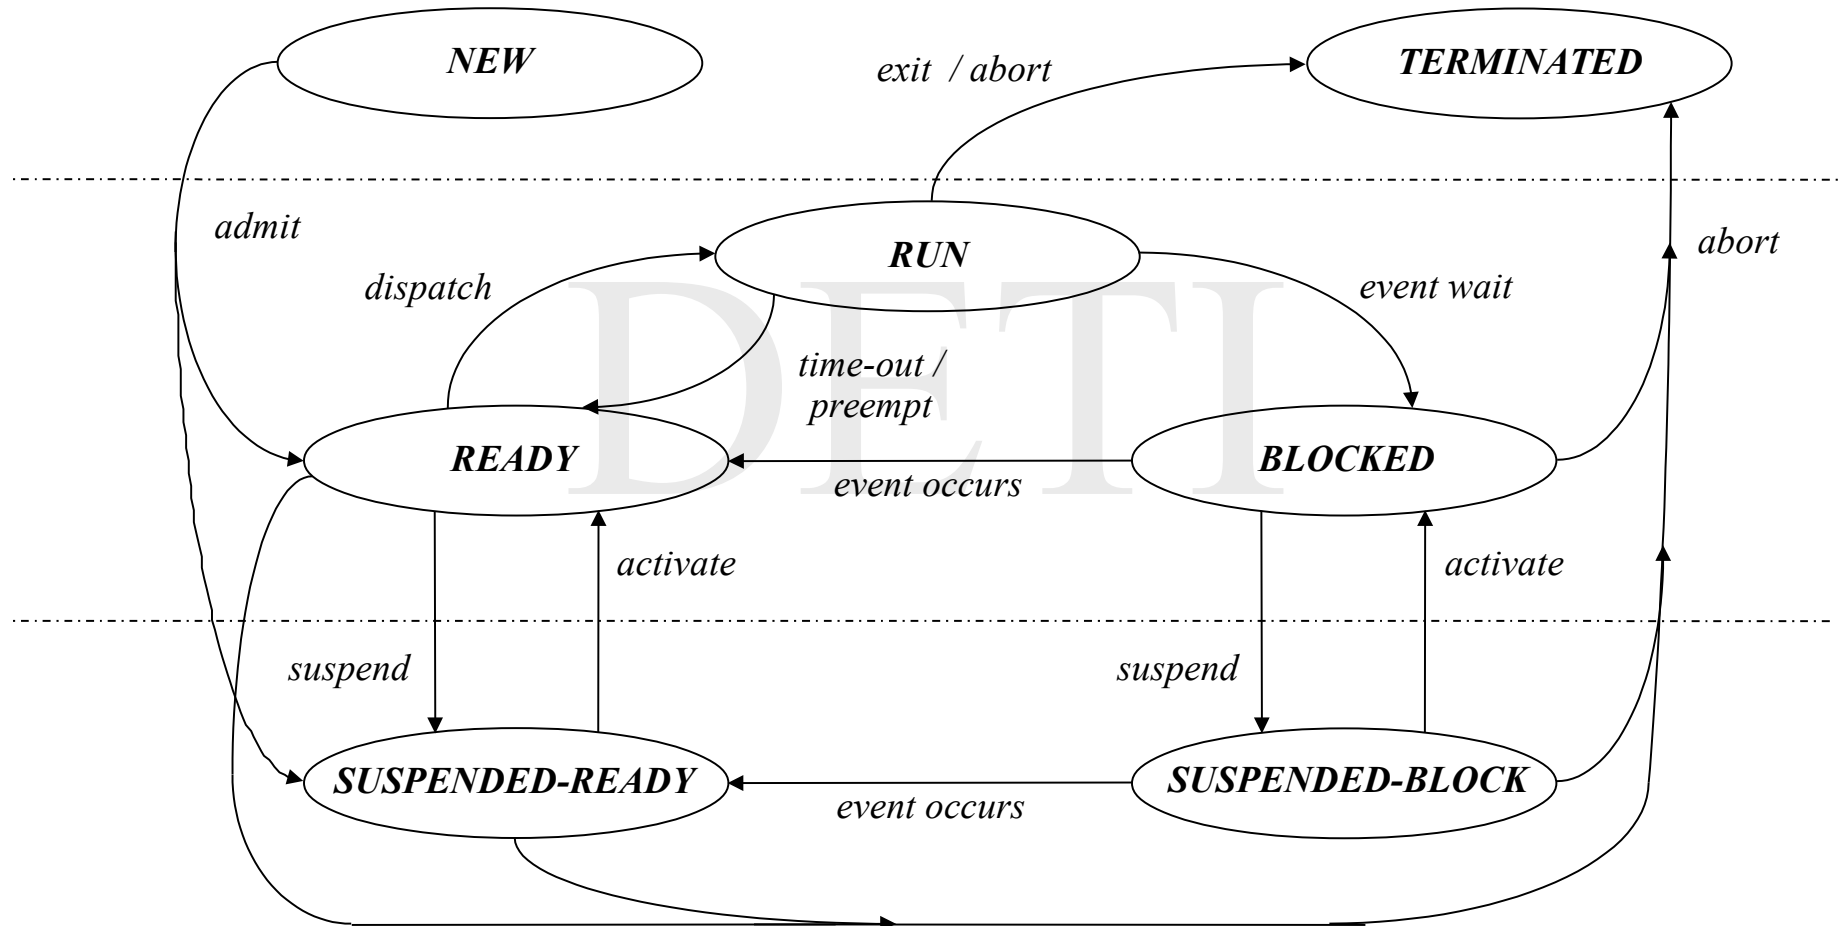 NEW
TERMINATED
exit / abort
admit
RUN
abort
dispatch
event wait
DETI
time-out /
preempt
READY
BLOCKED
event occurs
activate
activate
suspend
suspend
SUSPENDED-READY
SUSPENDED-BLOCK
event occurs